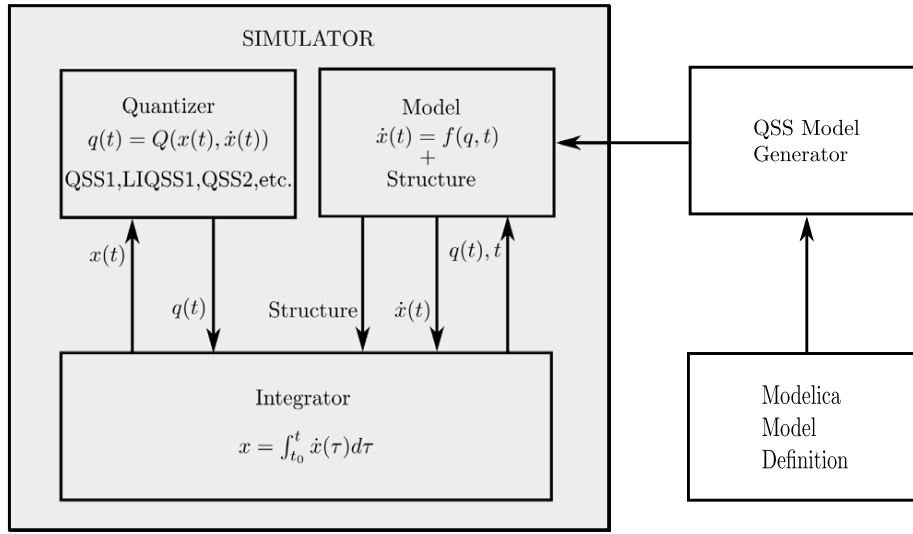 SIMULATOR
Quantizer
q(t) = Q(x(t), ẋ(t))
QSS1,LIQSS1,QSS2,etc.
Model
ẋ(t) = f(q, t)
+
Structure
QSS Model
Generator
x(t)
q(t)
Structure
ẋ(t)
q(t), t
Integrator
x = ∫_{t_0}^{t} ẋ(τ)dτ
Modelica
Model
Definition